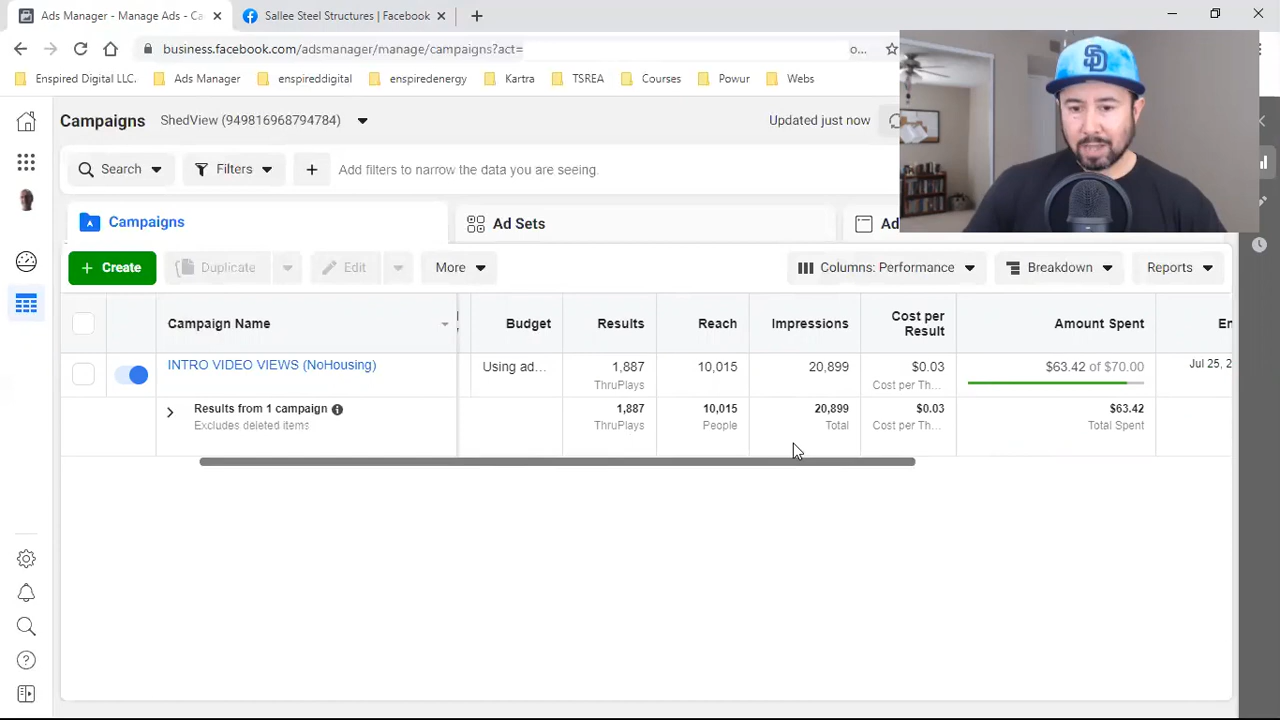 Ads Manager - Manage Ads - Ca
Sallee Steel Structures | Facebook
business.facebook.com/adsmanager/manage/campaigns?act=
o...
Enspired Digital LLC.
Ads Manager
enspireddigital
enspiredenergy
Kartra
TSREA
Courses
Powur
Webs
Campaigns
ShedView (949816968794784)
Updated just now
Search
Filters
Add filters to narrow the data you are seeing.
Campaigns
Ad Sets
Ad
+ Create
Duplicate
Edit
More
Columns: Performance
Breakdown
Reports
Campaign Name
Budget
Results
Reach
Impressions
Cost per
Result
Amount Spent
En
INTRO VIDEO VIEWS (NoHousing)
Using ad...
1,887
ThruPlays
10,015
20,899
$0.03
Cost per Th...
$63.42 of $70.00
Jul 25, 2
Results from 1 campaign
Excludes deleted items
1,887
ThruPlays
10,015
People
20,899
Total
$0.03
Cost per Th...
$63.42
Total Spent
SD